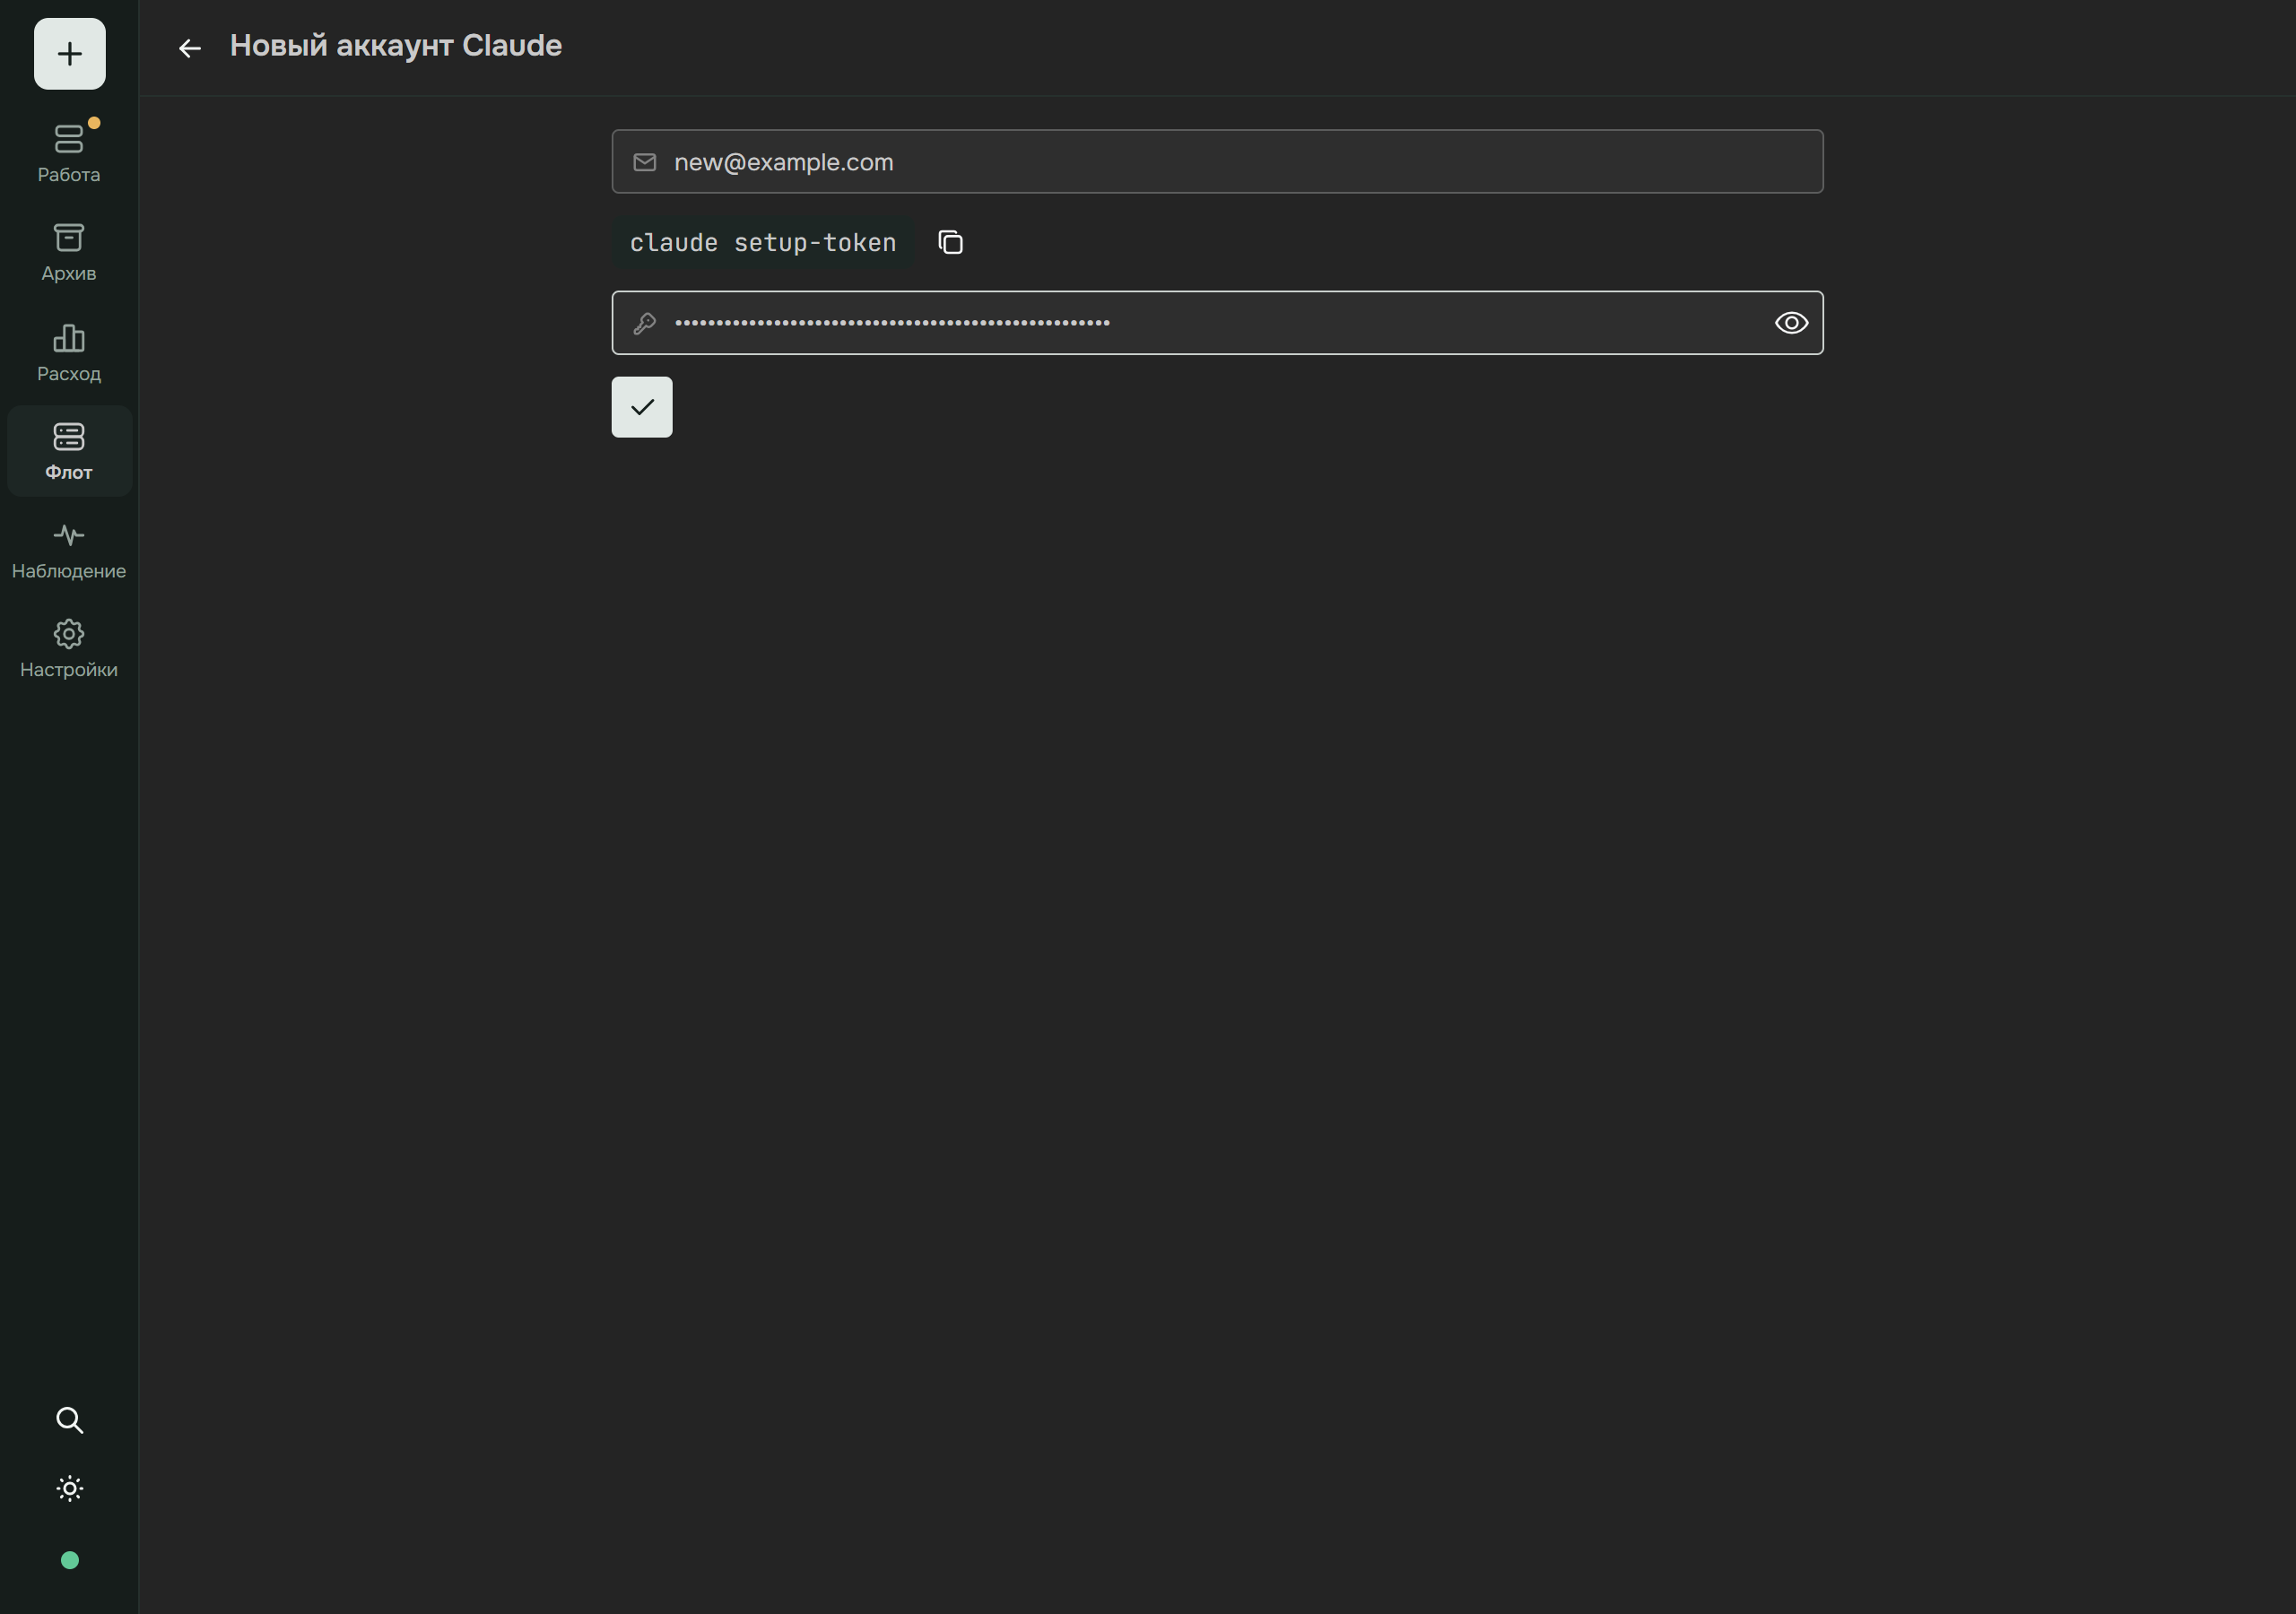 Новый аккаунт Claude
Работа
Архив
Расход
Флот
Наблюдение
Настройки
new@example.com
claude setup-token
••••••••••••••••••••••••••••••••••••••••••••••••••••